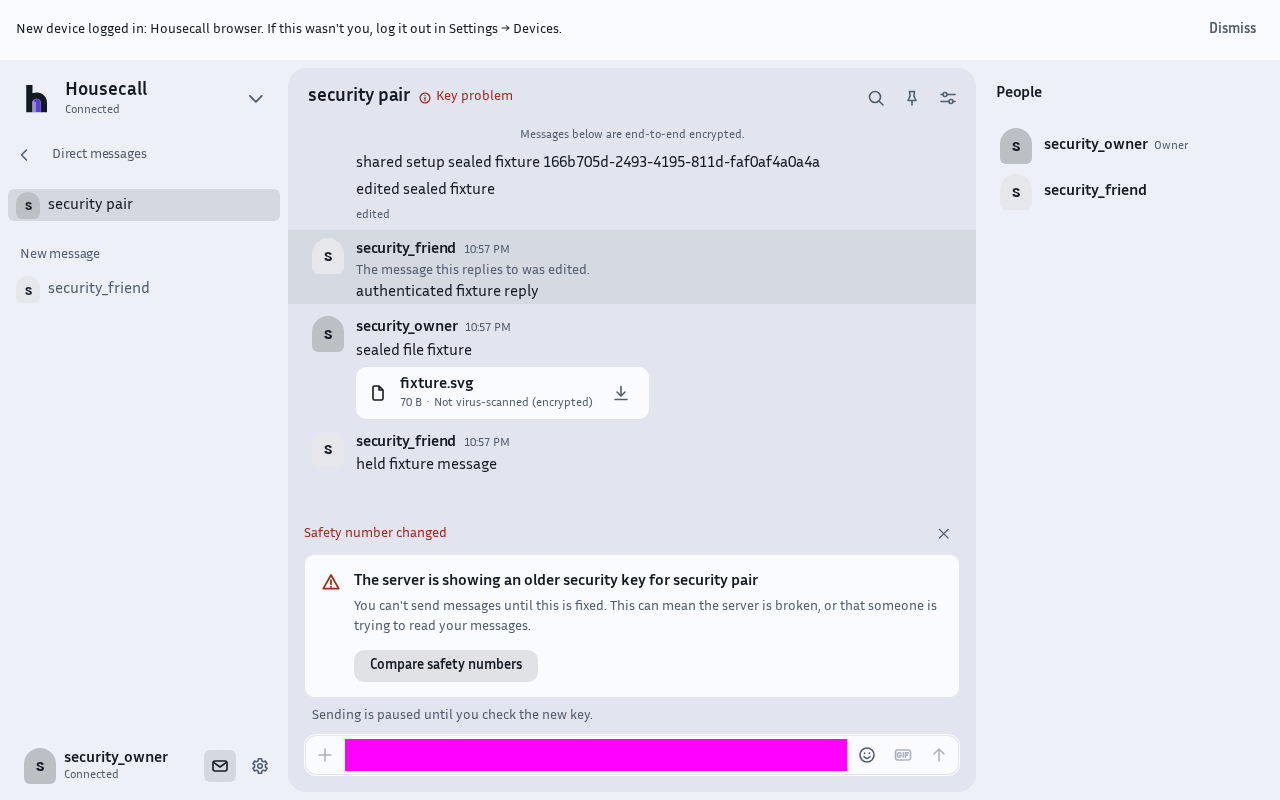 New device logged in: Housecall browser. If this wasn't you, log it out in Settings → Devices.
Dismiss
Housecall
Connected
Direct messages
S
security pair
New message
S
security_friend
S
security_owner
Connected
security pair
Key problem
Messages below are end-to-end encrypted.
shared setup sealed fixture 166b705d-2493-4195-811d-faf0af4a0a4a
edited sealed fixture
edited
S
security_friend 10:57 PM
The message this replies to was edited.
authenticated fixture reply
S
security_owner 10:57 PM
sealed file fixture
fixture.svg
70 B · Not virus-scanned (encrypted)
S
security_friend 10:57 PM
held fixture message
Safety number changed
The server is showing an older security key for security pair
You can't send messages until this is fixed. This can mean the server is broken, or that someone is
trying to read your messages.
Compare safety numbers
Sending is paused until you check the new key.
GIF
People
S
security_owner Owner
S
security_friend